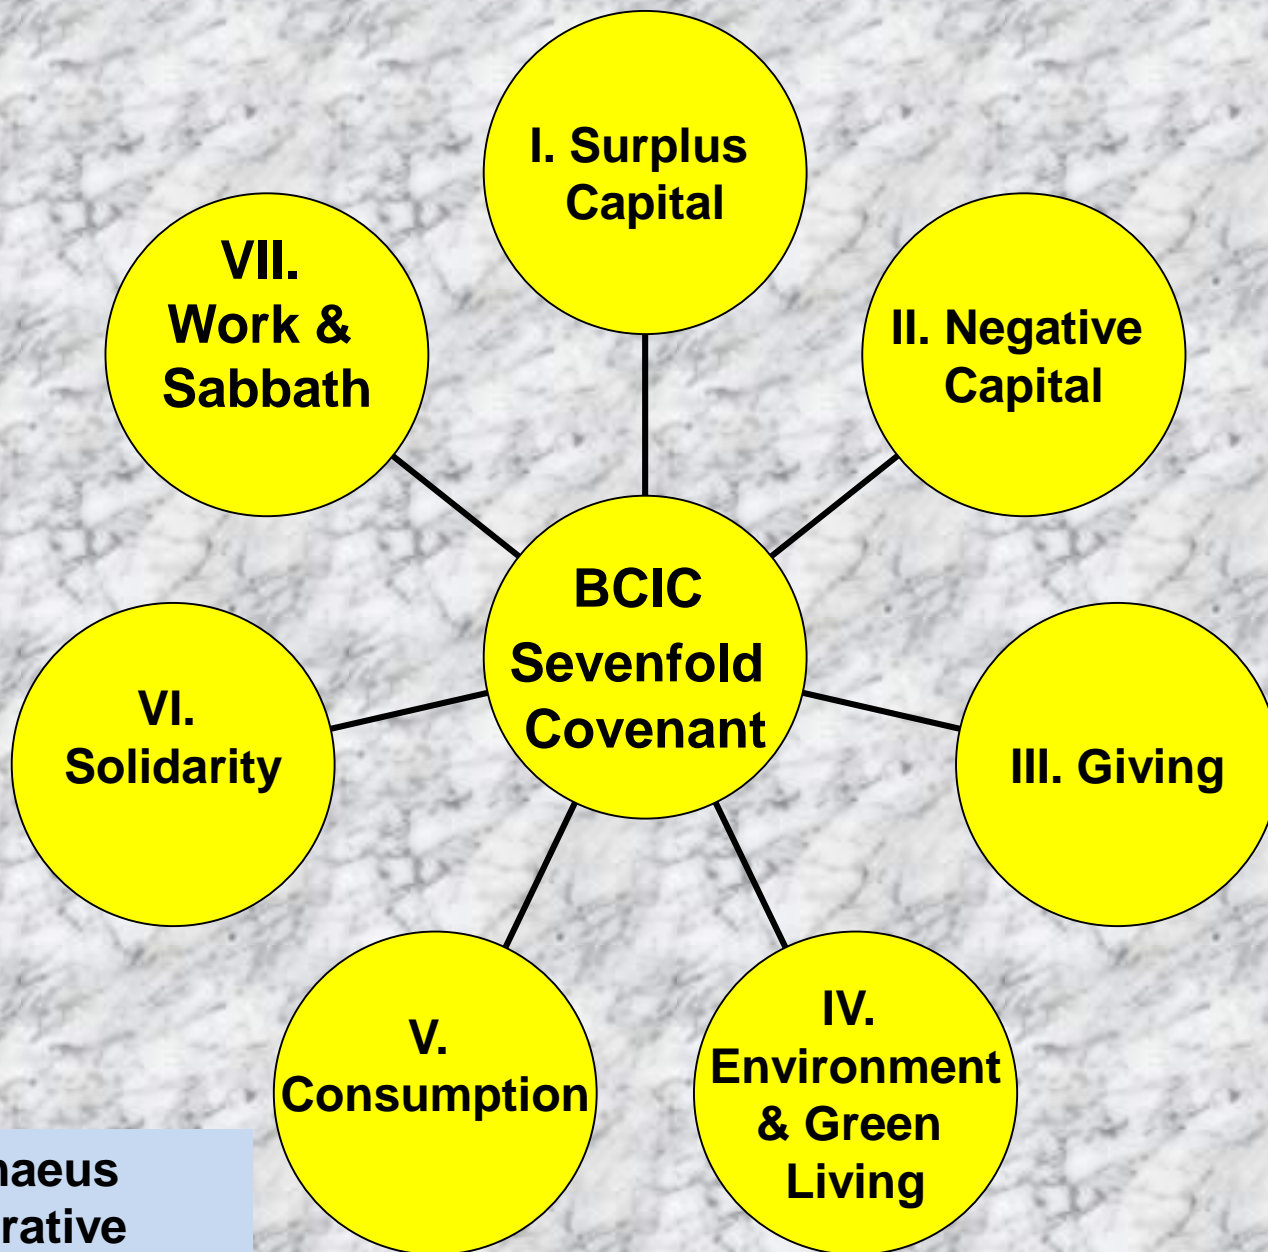 I. Surplus
Capital
II. Negative
Capital
III. Giving
IV.
Environment
& Green
Living
V.
Consumption
VI.
Solidarity
VII.
Work &
Sabbath
BCIC
Sevenfold
Covenant